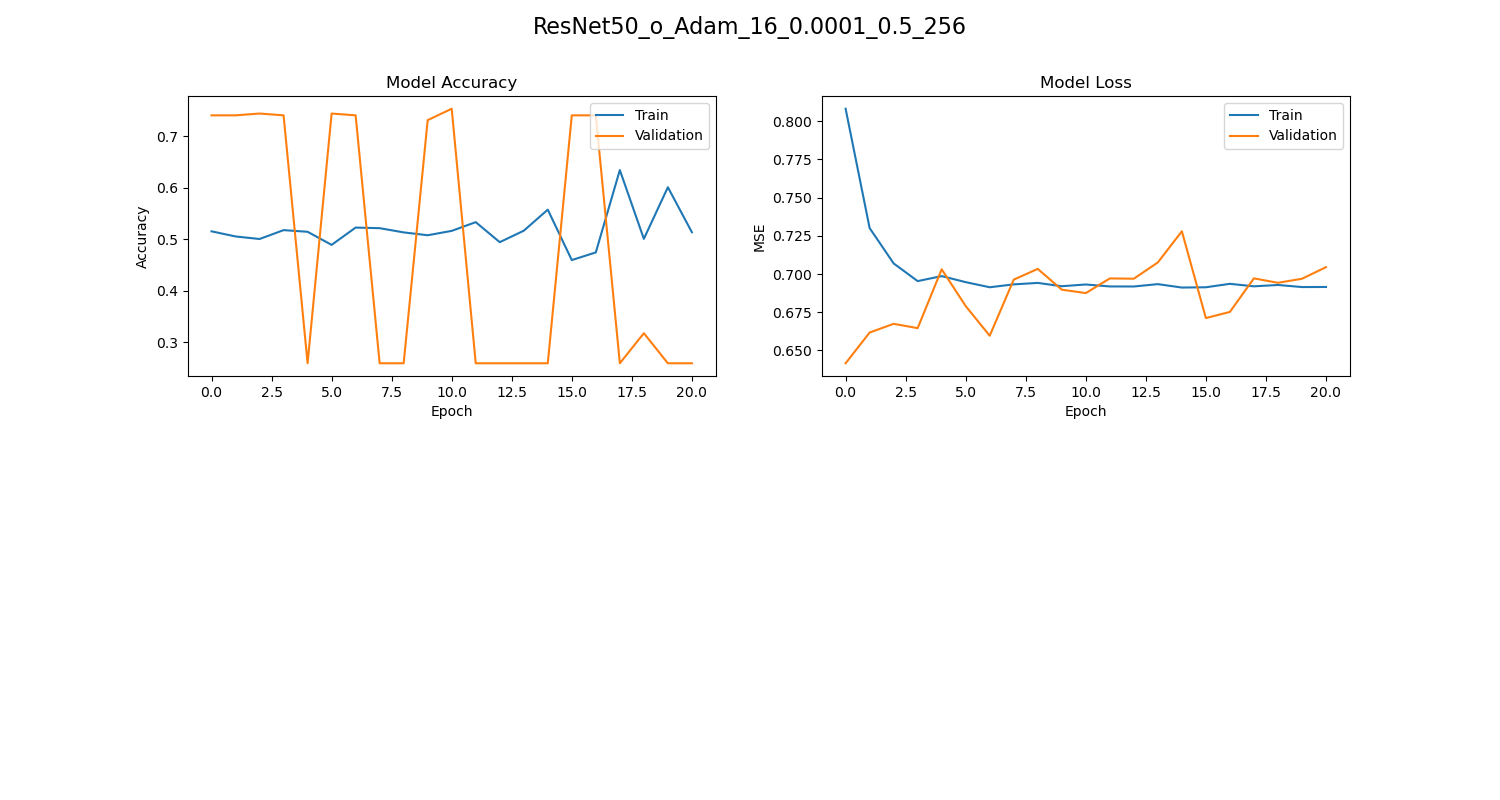 ResNet50_o_Adam_16_0.0001_0.5_256
Model Accuracy
Train
Validation
0.7
0.6
0.5
0.4
0.3
Accuracy
0.0 2.5 5.0 7.5 10.0 12.5 15.0 17.5 20.0
Epoch
Model Loss
Train
Validation
0.800
0.775
0.750
0.725
0.700
0.675
0.650
MSE
0.0 2.5 5.0 7.5 10.0 12.5 15.0 17.5 20.0
Epoch